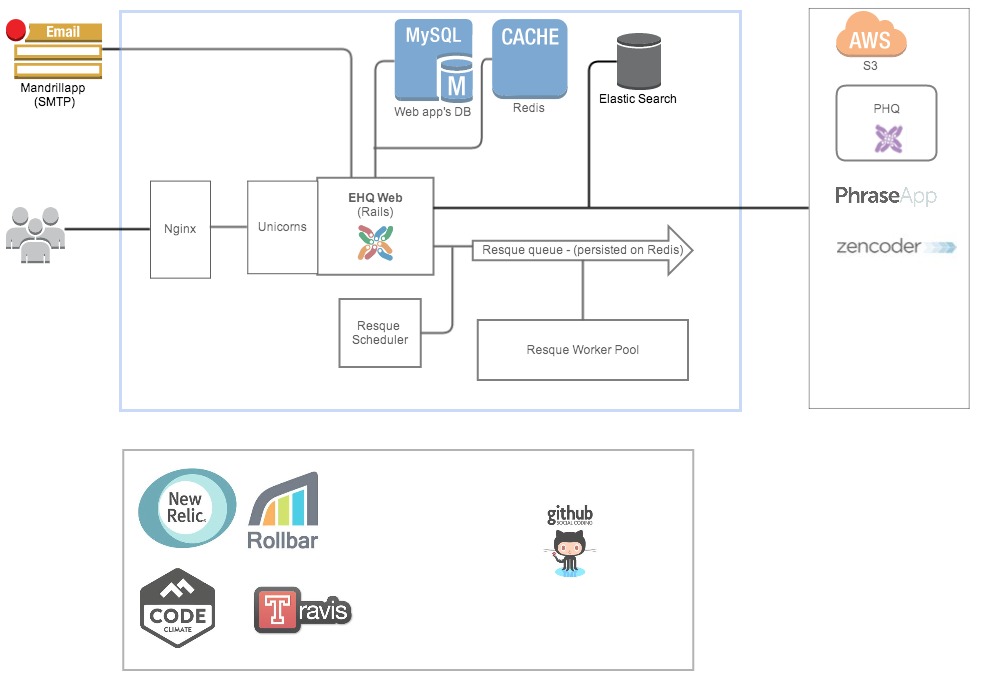 Email
Mandrillapp
(SMTP)
MySQL
M
Web app's DB
CACHE
Redis
Elastic Search
AWS
S3
PHQ
PhraseApp
zencoder
Nginx
Unicorns
EHQ Web
(Rails)
Resque queue - (persisted on Redis)
Resque
Scheduler
Resque Worker Pool
New
Relic.
Rollbar
github
SOCIAL CODING
CODE
CLIMATE
Travis